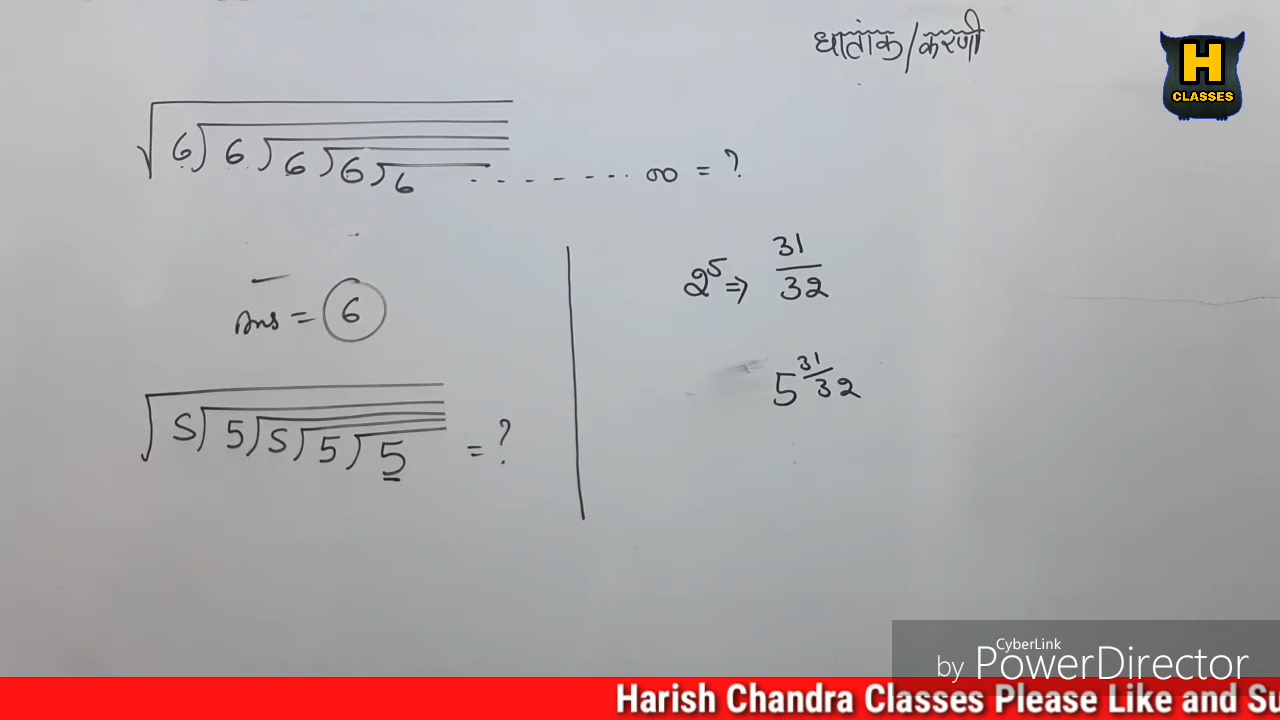 घातांक/करणी
H
CLASSES
√6√6√6√6√6 - - - - - - - ∞ = ?
Ans = 6
2⁵ ⇒ 31/32
5^31/32
√5√5√5√5√5 = ?
CyberLink
by PowerDirector
Harish Chandra Classes Please Like and Su